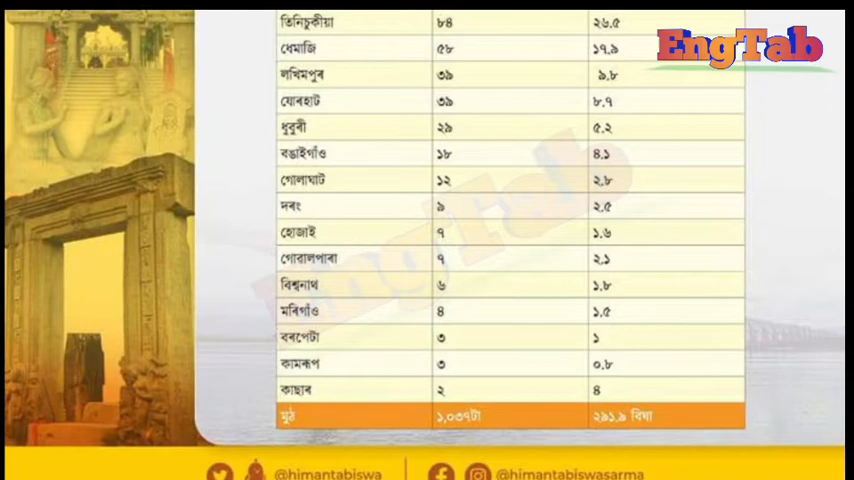 তিনিচুকীয়া ৮৪ ২৬.৫
EngTab
ধেমাজি ৫৮ ১৭.৯
লখিমপুৰ ৩৯ ৯.৮
যোৰহাট ৩৯ ৮.৭
ধুবুৰী ২৯ ৫.২
বঙাইগাঁও ১৮ ৪.১
গোলাঘাট ১২ ২.৮
দৰং ৯ ২.৫
হোজাই ৭ ১.৬
গোৱালপাৰা ৭ ২.১
বিশ্বনাথ ৬ ১.৮
মৰিগাঁও ৪ ১.৫
বৰপেটা ৩ ১
কামৰূপ ৩ ০.৮
কাছাৰ ২ ৪
মুঠ ১,০৩৭টা ২৯১.৯ বিঘা
EngTab
@himantabiswa @himantabiswasarma